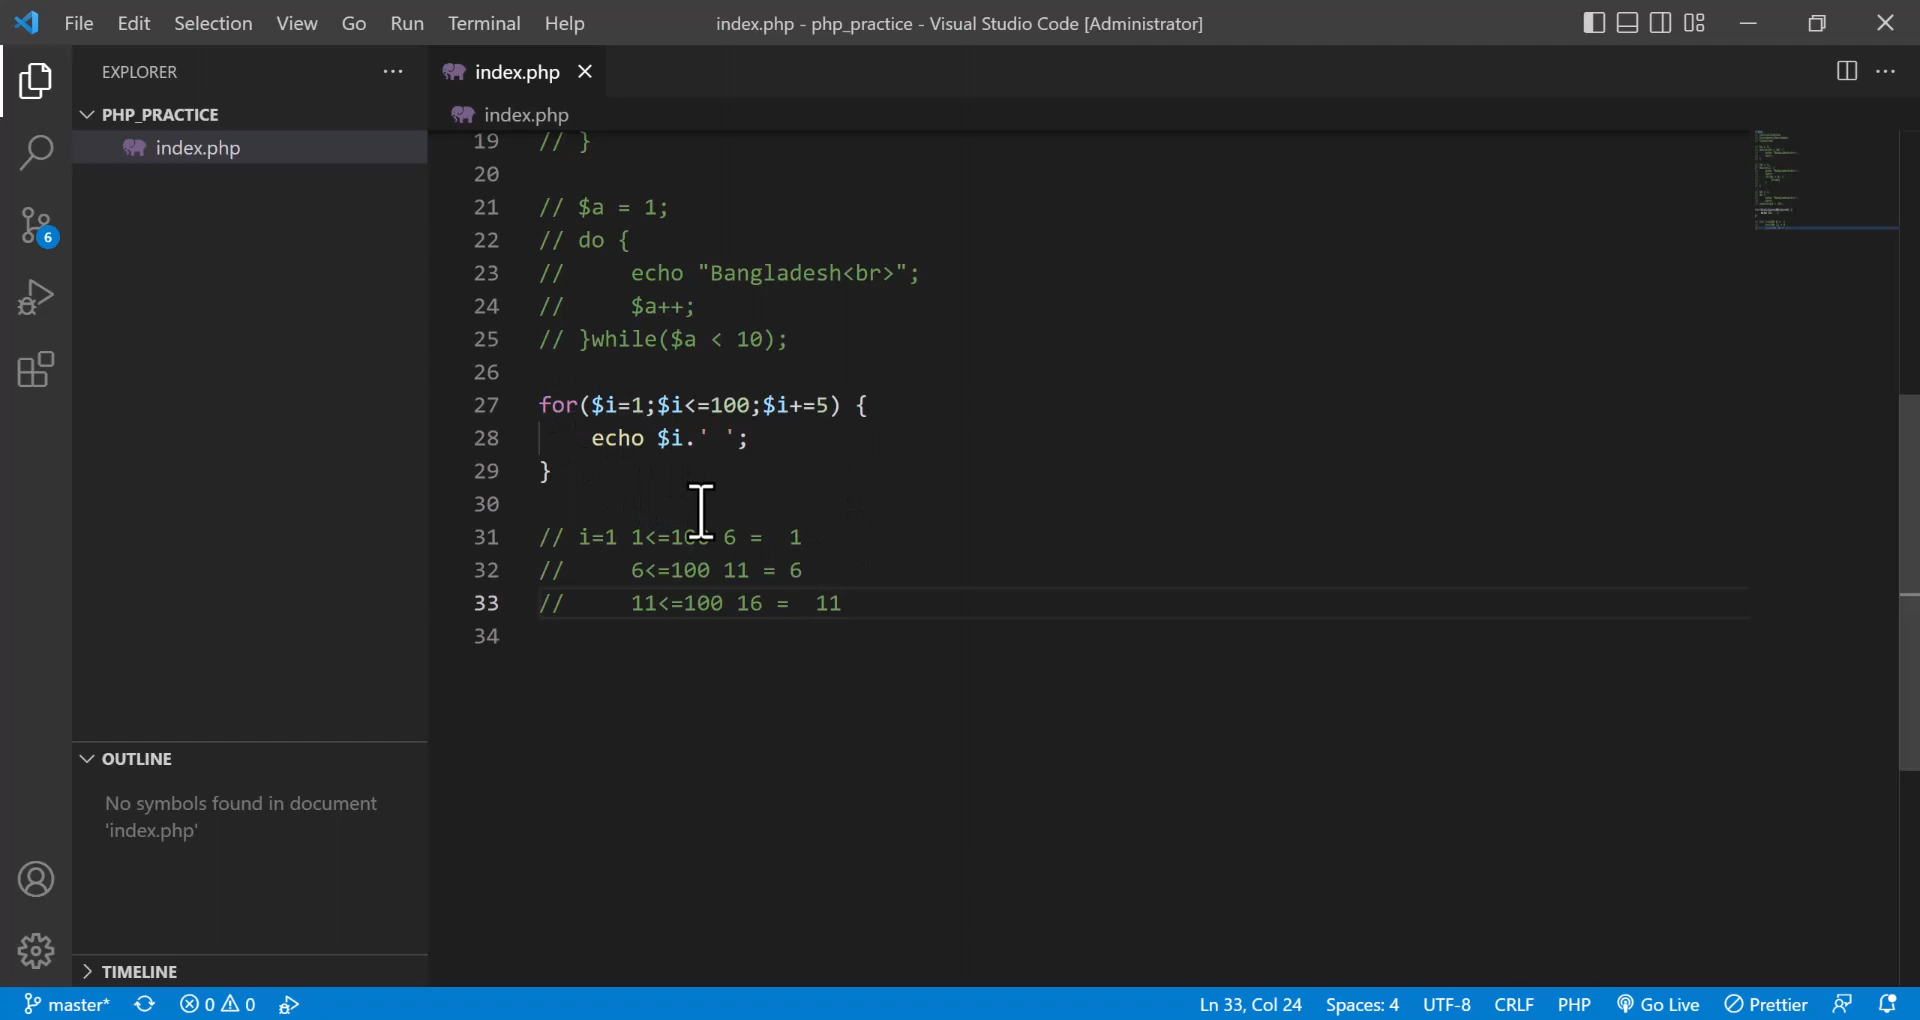 File Edit Selection View Go Run Terminal Help index.php - php_practice - Visual Studio Code [Administrator]
EXPLORER ···
index.php
PHP_PRACTICE
index.php
index.php
19 // }
20
21 // $a = 1;
22 // do {
23 //     echo "Bangladesh<br>";
24 //     $a++;
25 // }while($a < 10);
26
27 for($i=1;$i<=100;$i+=5) {
28     echo $i.' ';
29 }
30
31 // i=1 1<=100 6 =  1
32 //     6<=100 11 = 6
33 //     11<=100 16 =  11
34
OUTLINE
No symbols found in document
'index.php'
TIMELINE
6
master* 0 0 Ln 33, Col 24 Spaces: 4 UTF-8 CRLF PHP Go Live Prettier